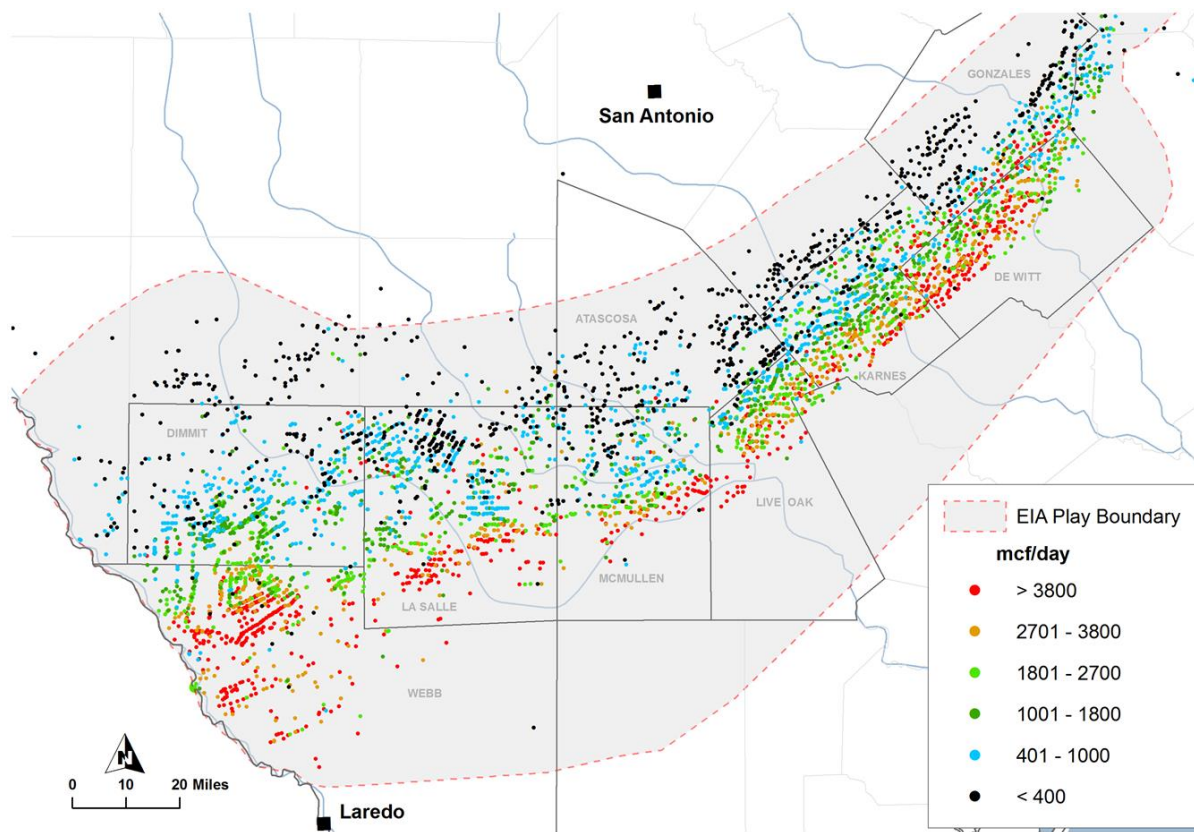 GONZALES
San Antonio
DE WITT
ATASCOSA
KARNES
DIMMIT
LIVE OAK
EIA Play Boundary
mcf/day
> 3800
2701 - 3800
1801 - 2700
1001 - 1800
401 - 1000
< 400
MCMULLEN
LA SALLE
WEBB
N
0 10 20 Miles
Laredo